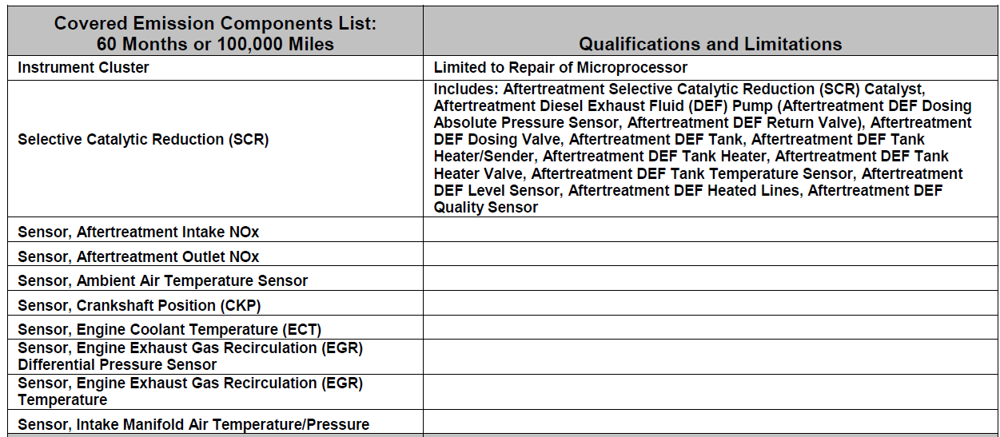 Covered Emission Components List:
60 Months or 100,000 Miles
Qualifications and Limitations
Instrument Cluster
Limited to Repair of Microprocessor
Selective Catalytic Reduction (SCR)
Includes: Aftertreatment Selective Catalytic Reduction (SCR) Catalyst,
Aftertreatment Diesel Exhaust Fluid (DEF) Pump (Aftertreatment DEF Dosing
Absolute Pressure Sensor, Aftertreatment DEF Return Valve), Aftertreatment
DEF Dosing Valve, Aftertreatment DEF Tank, Aftertreatment DEF Tank
Heater/Sender, Aftertreatment DEF Tank Heater, Aftertreatment DEF Tank
Heater Valve, Aftertreatment DEF Tank Temperature Sensor, Aftertreatment
DEF Level Sensor, Aftertreatment DEF Heated Lines, Aftertreatment DEF
Quality Sensor
Sensor, Aftertreatment Intake NOx
Sensor, Aftertreatment Outlet NOx
Sensor, Ambient Air Temperature Sensor
Sensor, Crankshaft Position (CKP)
Sensor, Engine Coolant Temperature (ECT)
Sensor, Engine Exhaust Gas Recirculation (EGR)
Differential Pressure Sensor
Sensor, Engine Exhaust Gas Recirculation (EGR)
Temperature
Sensor, Intake Manifold Air Temperature/Pressure